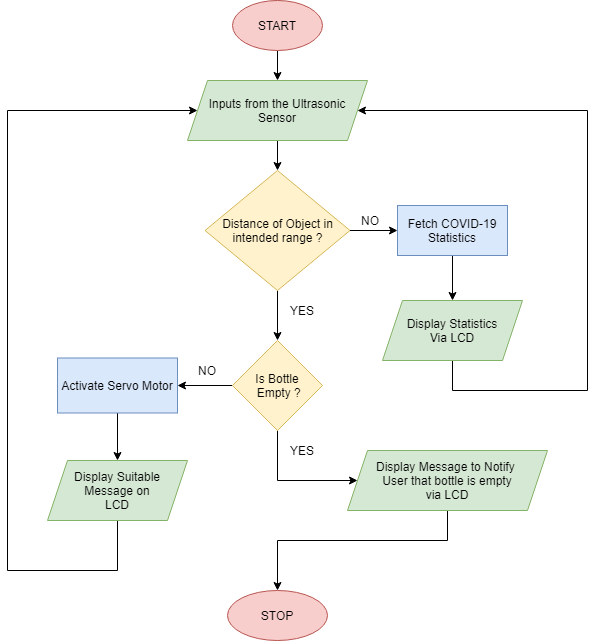 START
Inputs from the Ultrasonic
Sensor
Distance of Object in
intended range ?
NO
Fetch COVID-19
Statistics
Display Statistics
Via LCD
YES
Is Bottle
Empty ?
NO
Activate Servo Motor
Display Suitable
Message on
LCD
YES
Display Message to Notify
User that bottle is empty
via LCD
STOP